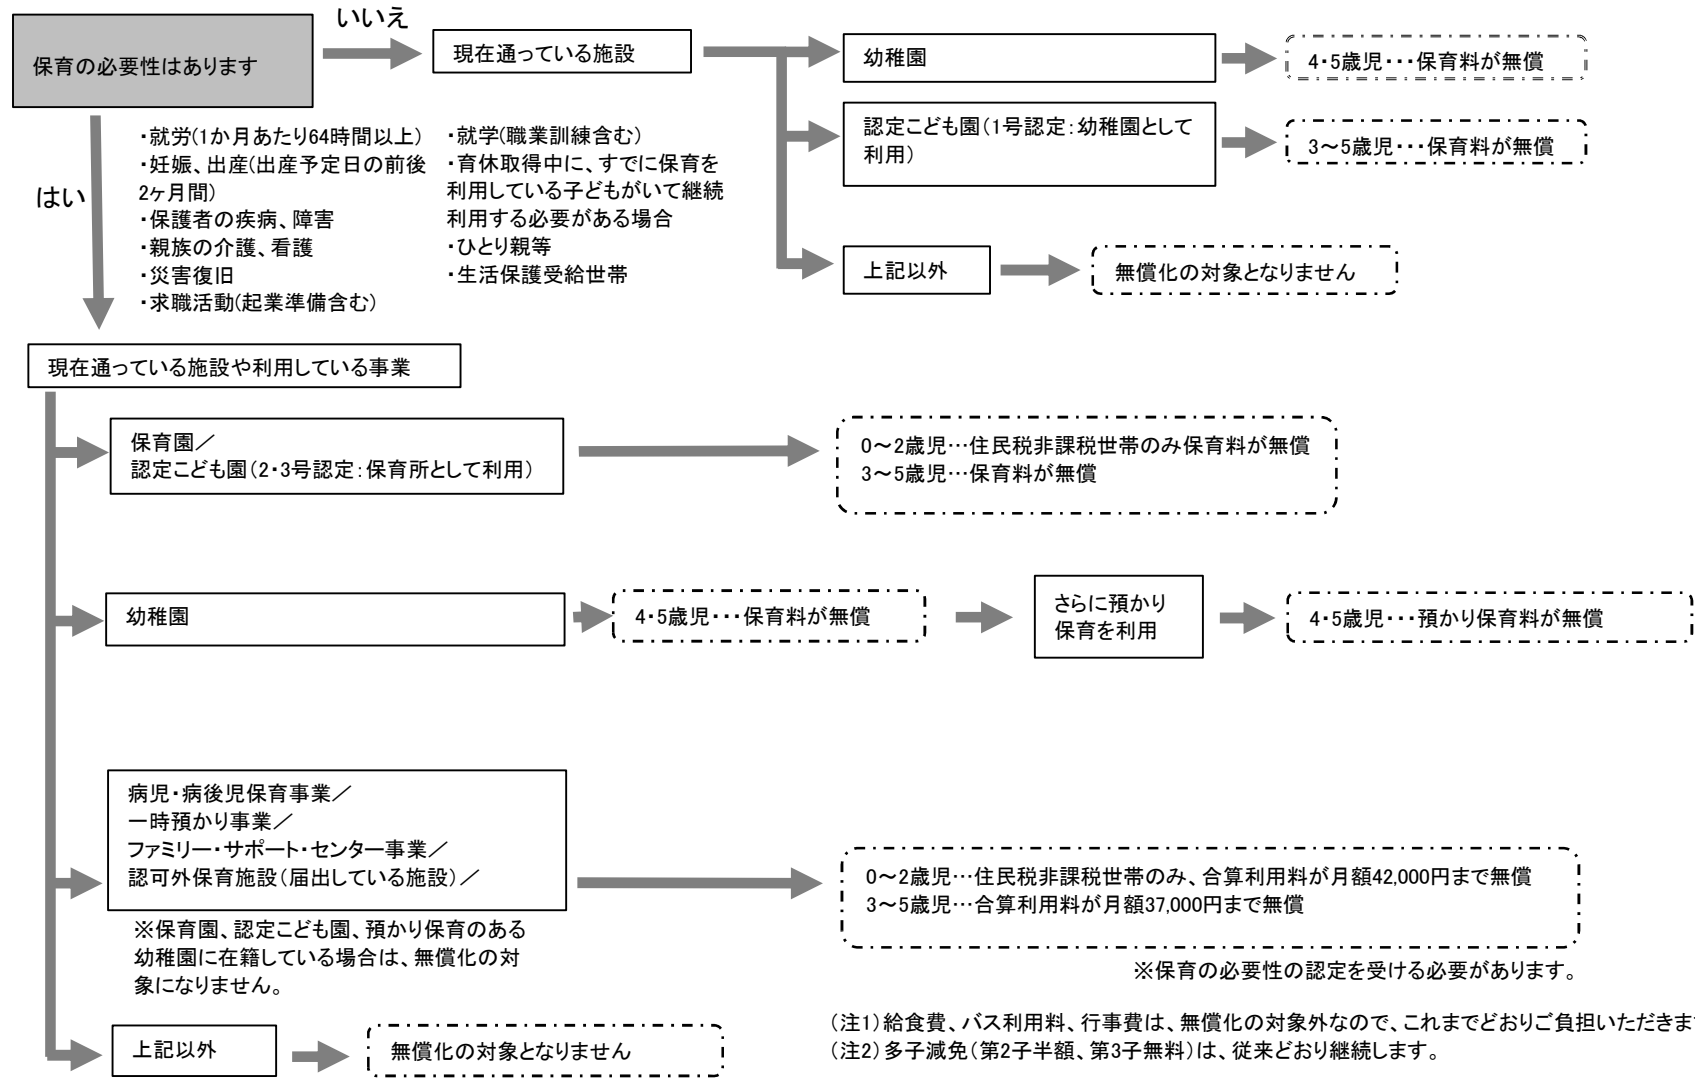 いいえ
保育の必要性はあります
現在通っている施設
幼稚園
4・5歳児・・・保育料が無償
認定こども園(1号認定:幼稚園として
利用)
3～5歳児・・・保育料が無償
上記以外
無償化の対象となりません
はい
・就労(1か月あたり64時間以上)
・妊娠、出産(出産予定日の前後
2ヶ月間)
・保護者の疾病、障害
・親族の介護、看護
・災害復旧
・求職活動(起業準備含む)
・就学(職業訓練含む)
・育休取得中に、すでに保育を
利用している子どもがいて継続
利用する必要がある場合
・ひとり親等
・生活保護受給世帯
現在通っている施設や利用している事業
保育園／
認定こども園(2・3号認定:保育所として利用)
0～2歳児…住民税非課税世帯のみ保育料が無償
3～5歳児…保育料が無償
幼稚園
4・5歳児・・・保育料が無償
さらに預かり
保育を利用
4・5歳児・・・預かり保育料が無償
病児・病後児保育事業／
一時預かり事業／
ファミリー・サポート・センター事業／
認可外保育施設(届出している施設)／
※保育園、認定こども園、預かり保育のある
幼稚園に在籍している場合は、無償化の対
象になりません。
0～2歳児…住民税非課税世帯のみ、合算利用料が月額42,000円まで無償
3～5歳児…合算利用料が月額37,000円まで無償
※保育の必要性の認定を受ける必要があります。
上記以外
無償化の対象となりません
(注1)給食費、バス利用料、行事費は、無償化の対象外なので、これまでどおりご負担いただきま
(注2)多子減免(第2子半額、第3子無料)は、従来どおり継続します。